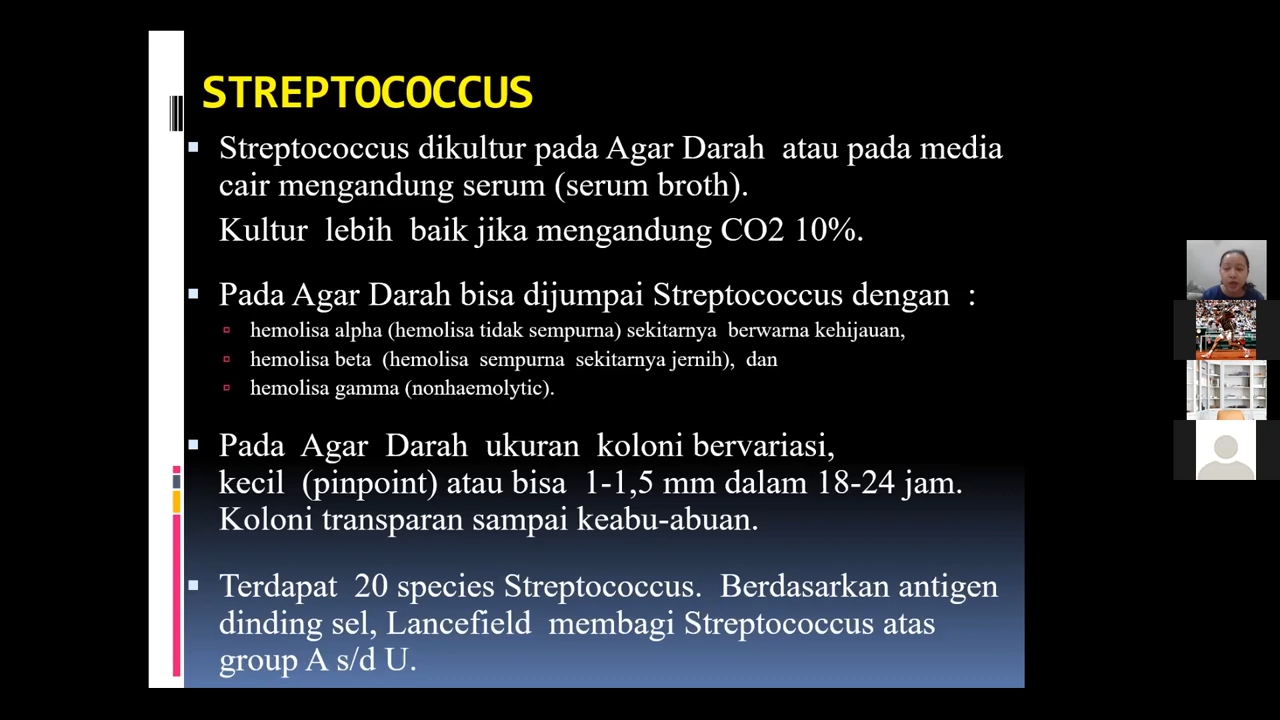 STREPTOCOCCUS
Streptococcus dikultur pada Agar Darah atau pada media
cair mengandung serum (serum broth).
Kultur lebih baik jika mengandung CO2 10%.
Pada Agar Darah bisa dijumpai Streptococcus dengan :
hemolisa alpha (hemolisa tidak sempurna) sekitarnya berwarna kehijauan,
hemolisa beta (hemolisa sempurna sekitarnya jernih), dan
hemolisa gamma (nonhaemolytic).
Pada Agar Darah ukuran koloni bervariasi,
kecil (pinpoint) atau bisa 1-1,5 mm dalam 18-24 jam.
Koloni transparan sampai keabu-abuan.
Terdapat 20 species Streptococcus. Berdasarkan antigen
dinding sel, Lancefield membagi Streptococcus atas
group A s/d U.